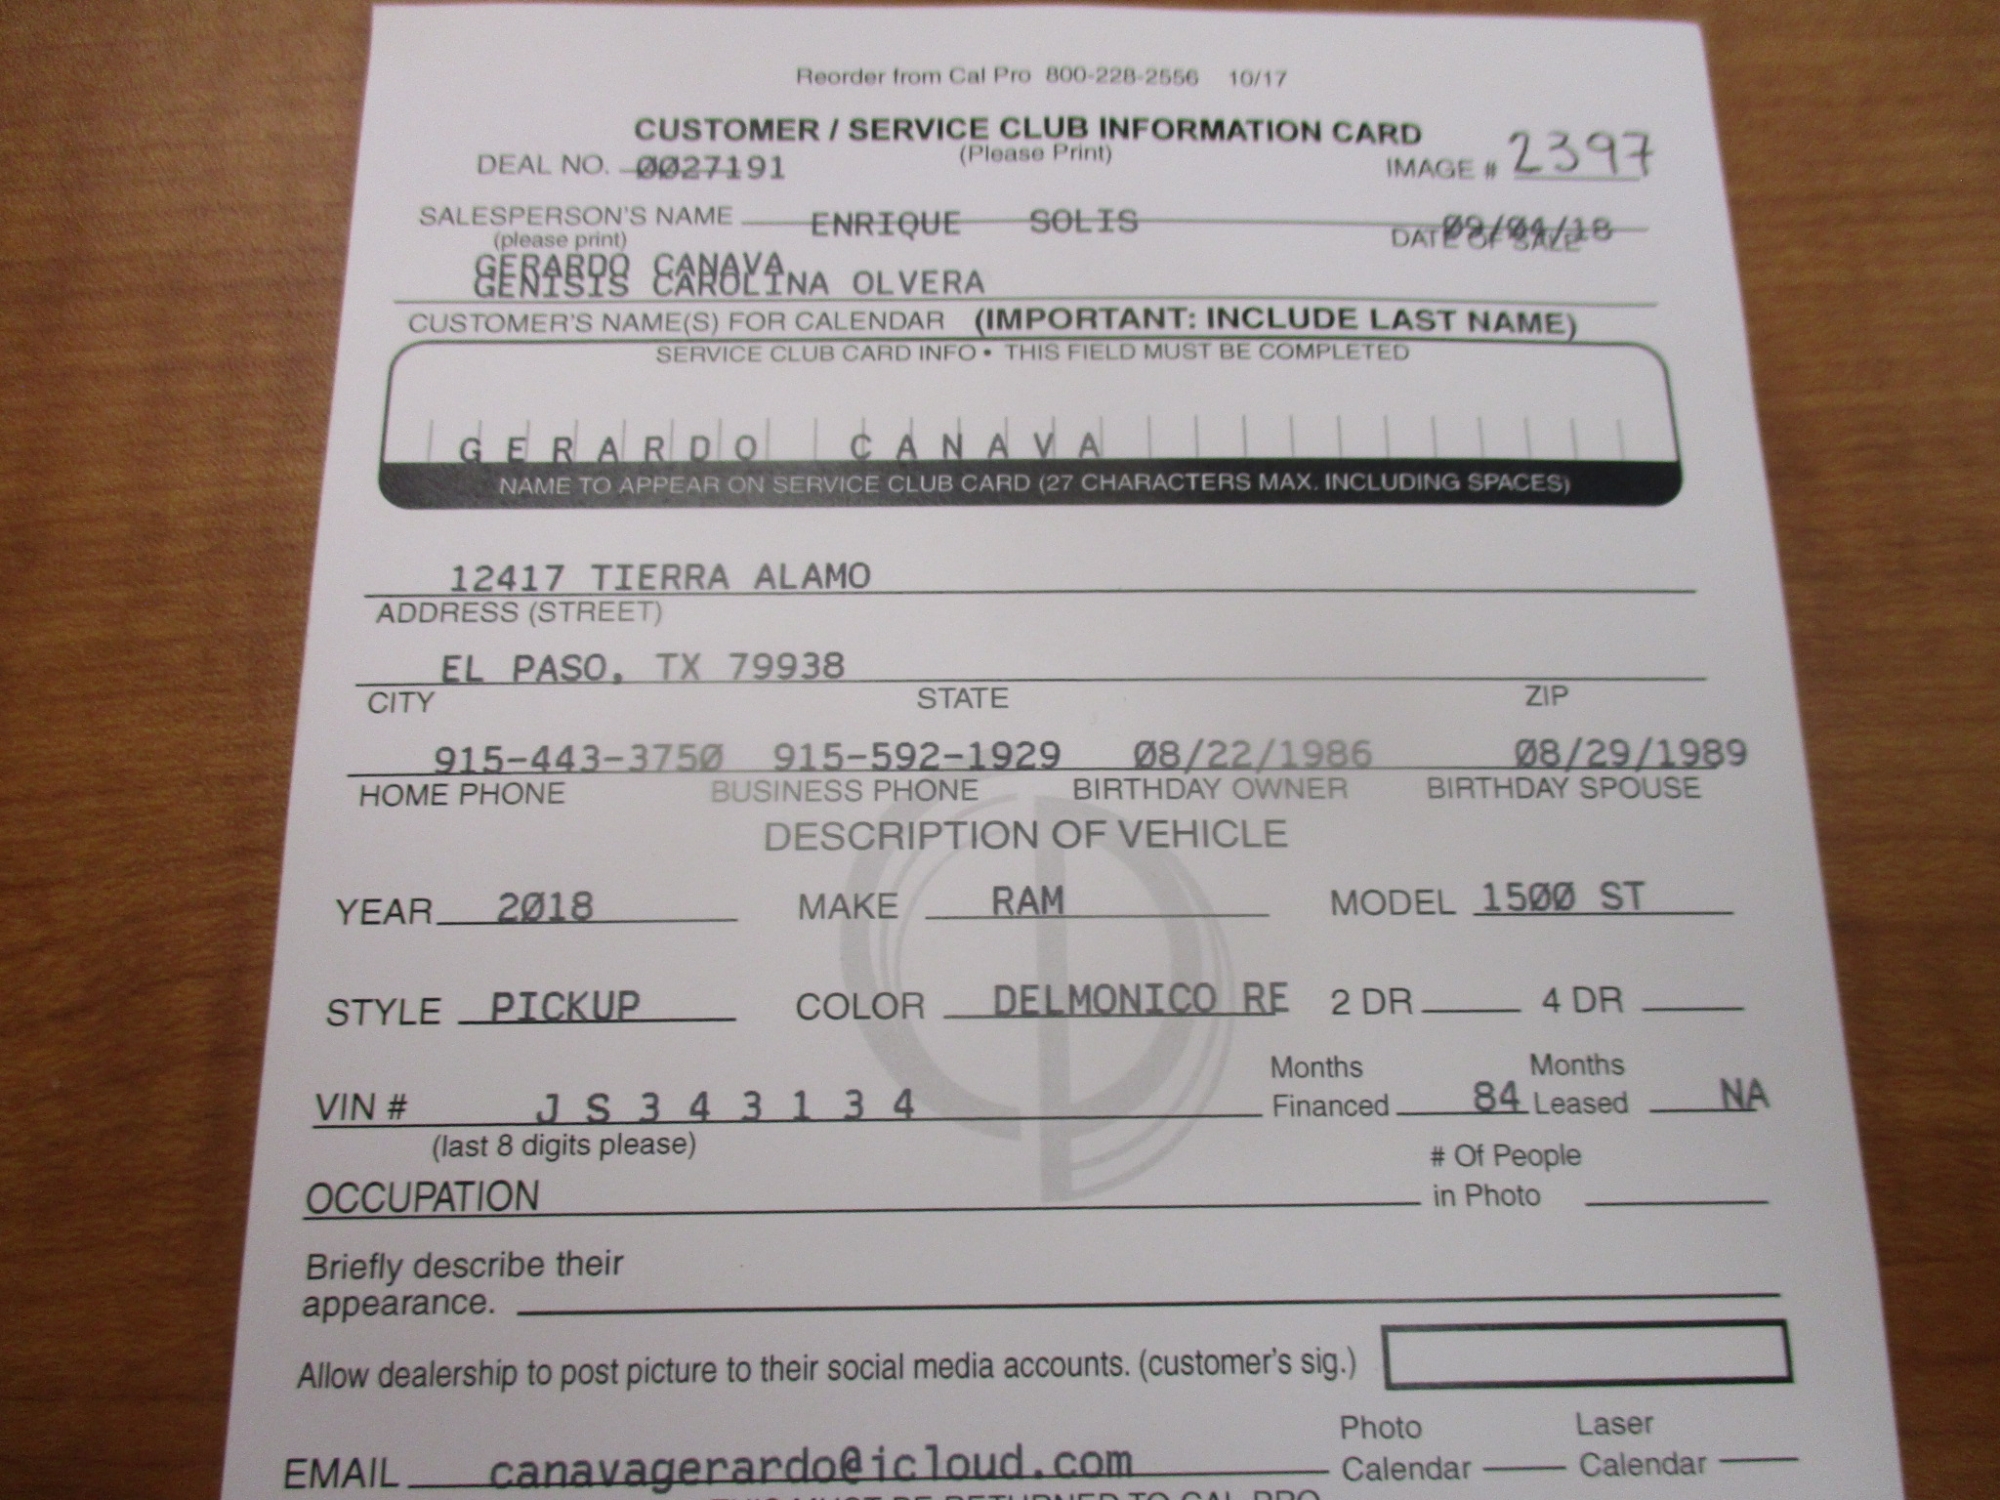 Reorder from Cal Pro 800-228-2556 10/17
CUSTOMER / SERVICE CLUB INFORMATION CARD
(Please Print)
DEAL NO. 0027191 IMAGE # 2397
SALESPERSON'S NAME ENRIQUE SOLIS
(please print) DATE OF SALE
GERARDO CANAVA
GENISIS CAROLINA OLVERA
CUSTOMER'S NAME(S) FOR CALENDAR (IMPORTANT: INCLUDE LAST NAME)
SERVICE CLUB CARD INFO • THIS FIELD MUST BE COMPLETED
GERARDO CANAVA
NAME TO APPEAR ON SERVICE CLUB CARD (27 CHARACTERS MAX. INCLUDING SPACES)
12417 TIERRA ALAMO
ADDRESS (STREET)
EL PASO, TX 79938
CITY STATE ZIP
915-443-3750 915-592-1929 08/22/1986 08/29/1989
HOME PHONE BUSINESS PHONE BIRTHDAY OWNER BIRTHDAY SPOUSE
DESCRIPTION OF VEHICLE
YEAR 2018 MAKE RAM MODEL 1500 ST
STYLE PICKUP COLOR DELMONICO RE 2 DR 4 DR
Months Months
VIN # JS343134 Financed 84 Leased NA
(last 8 digits please)
# Of People
OCCUPATION in Photo
Briefly describe their
appearance.
Allow dealership to post picture to their social media accounts. (customer's sig.)
Photo Laser
EMAIL canavagerardo@icloud.com Calendar Calendar
THIS MUST BE RETURNED TO CAL PRO